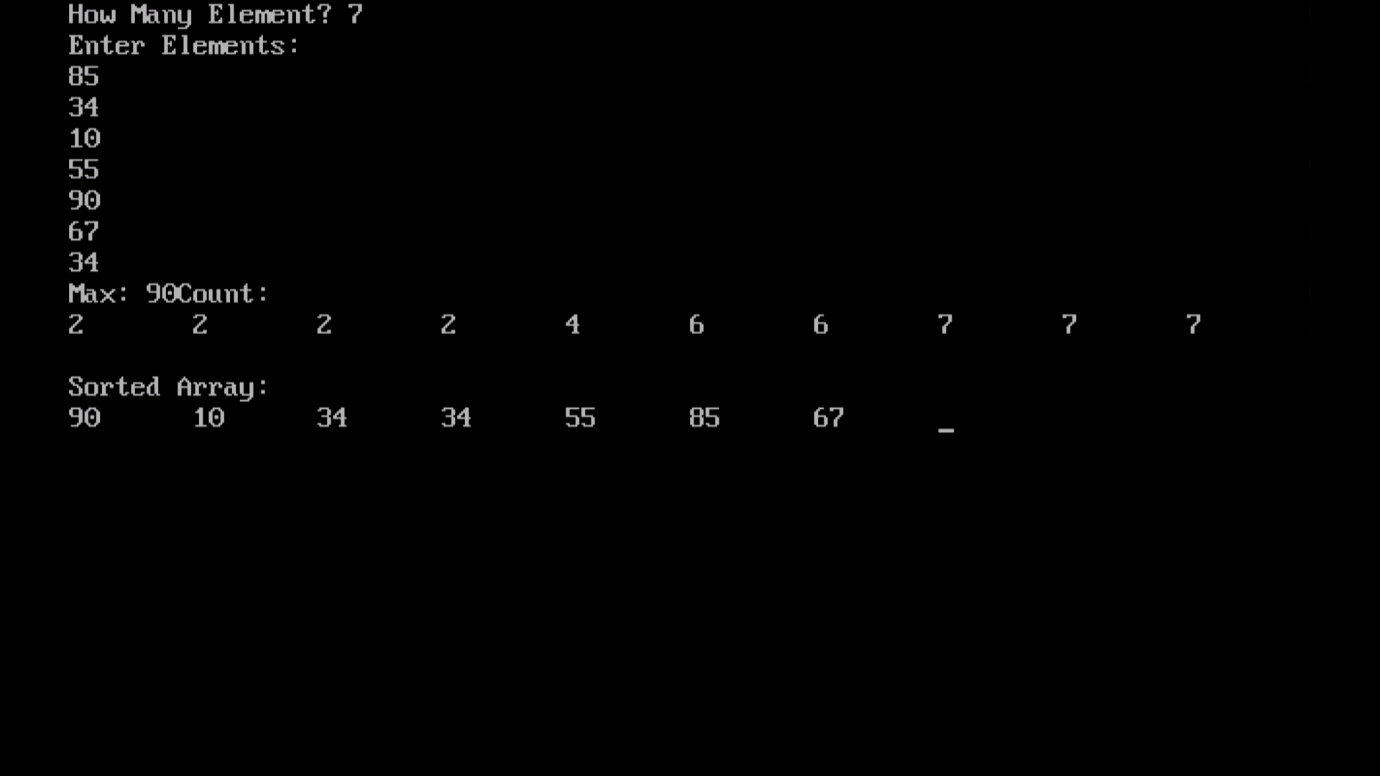 How Many Element? 7
Enter Elements:
85
34
10
55
90
67
34
Max: 90Count:
2 2 2 2 4 6 6 7 7 7
Sorted Array:
90 10 34 34 55 85 67